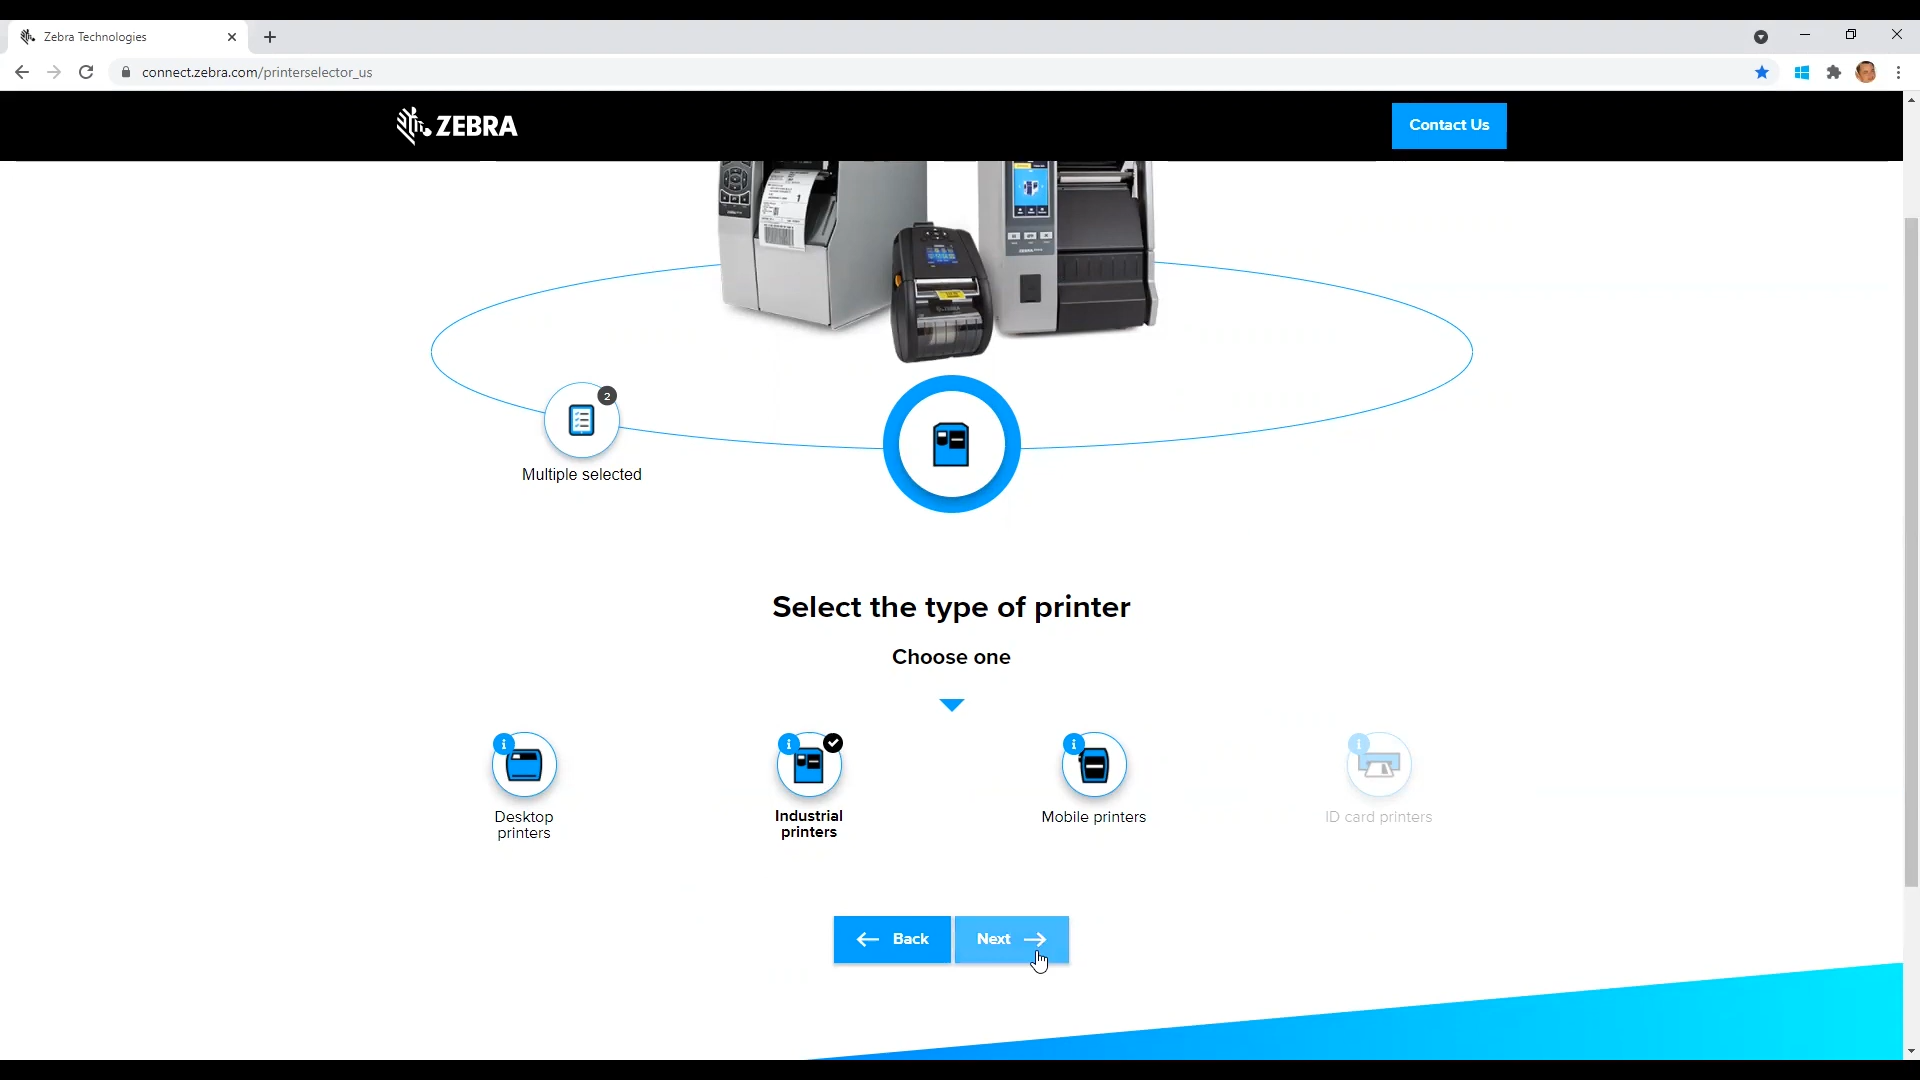 Zebra Technologies
connect.zebra.com/printerselector_us
ZEBRA
Contact Us
2
Multiple selected
Select the type of printer
Choose one
Desktop
printers
Industrial
printers
Mobile printers
ID card printers
Back
Next